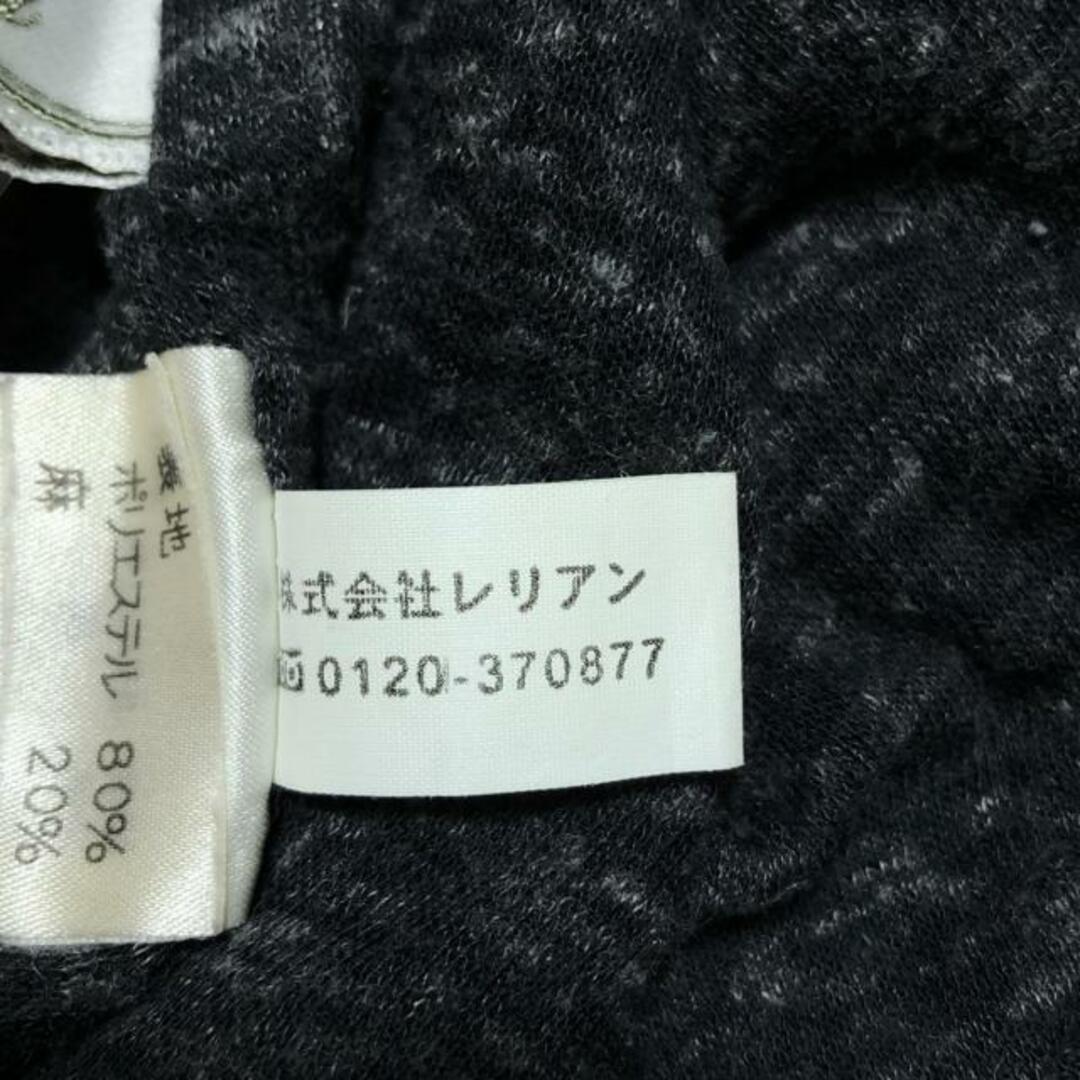 株式会社レリアン
0120-370877
地
ポリエステル 80%
麻 20%